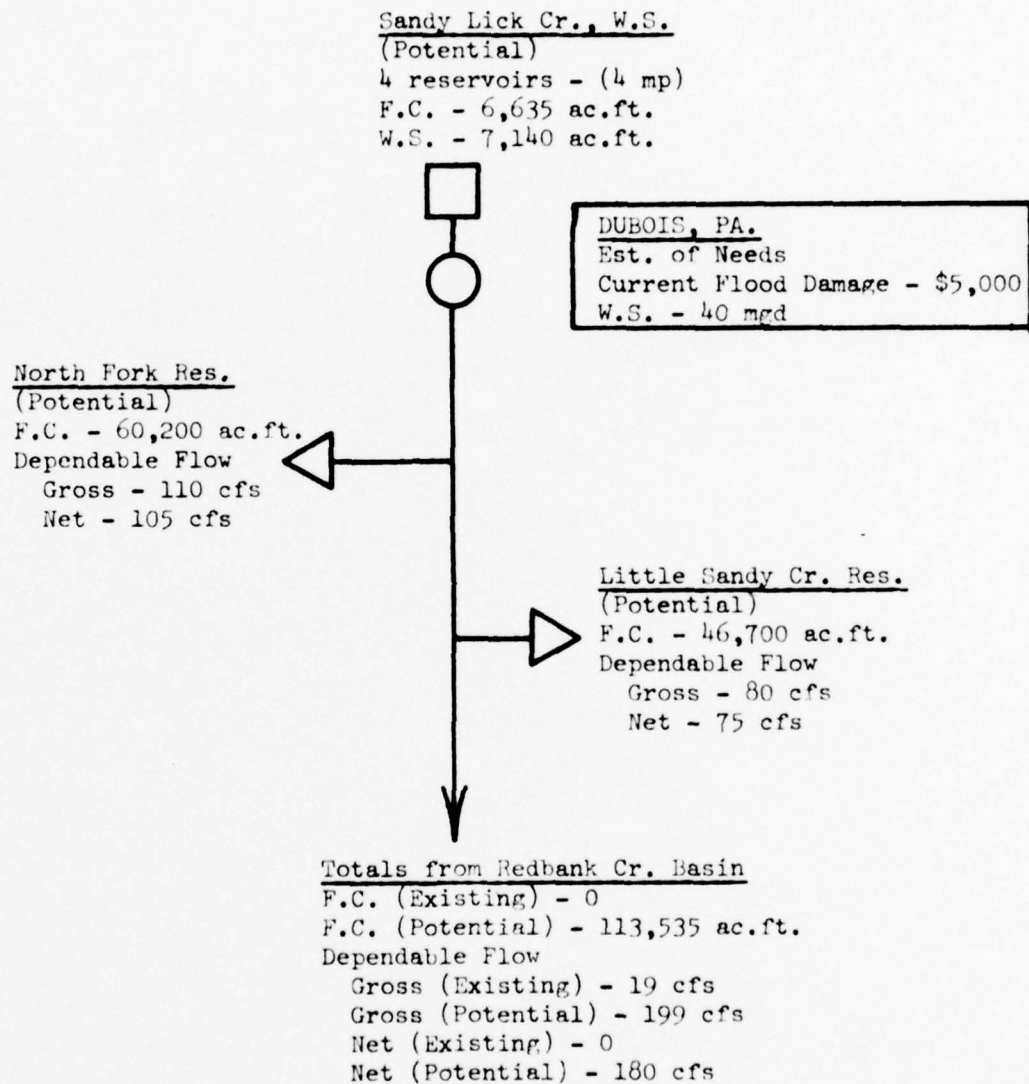 Sandy Lick Cr., W.S.
(Potential)
4 reservoirs - (4 mp)
F.C. - 6,635 ac.ft.
W.S. - 7,140 ac.ft.
DUBOIS, PA.
Est. of Needs
Current Flood Damage - $5,000
W.S. - 40 mgd
North Fork Res.
(Potential)
F.C. - 60,200 ac.ft.
Dependable Flow
Gross - 110 cfs
Net - 105 cfs
Little Sandy Cr. Res.
(Potential)
F.C. - 46,700 ac.ft.
Dependable Flow
Gross - 80 cfs
Net - 75 cfs
Totals from Redbank Cr. Basin
F.C. (Existing) - 0
F.C. (Potential) - 113,535 ac.ft.
Dependable Flow
Gross (Existing) - 19 cfs
Gross (Potential) - 199 cfs
Net (Existing) - 0
Net (Potential) - 180 cfs